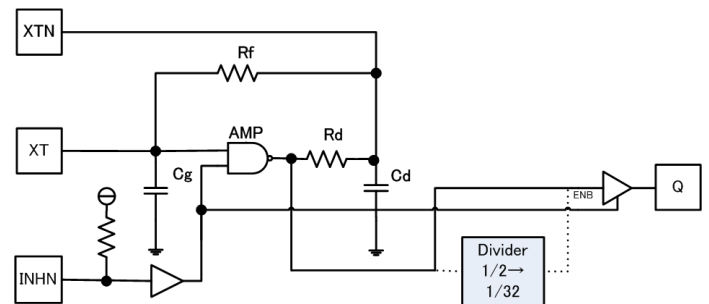 XTN
Rf
AMP
Rd
XT
Cg
Cd
ENB
Q
INHN
Divider
1/2→
1/32